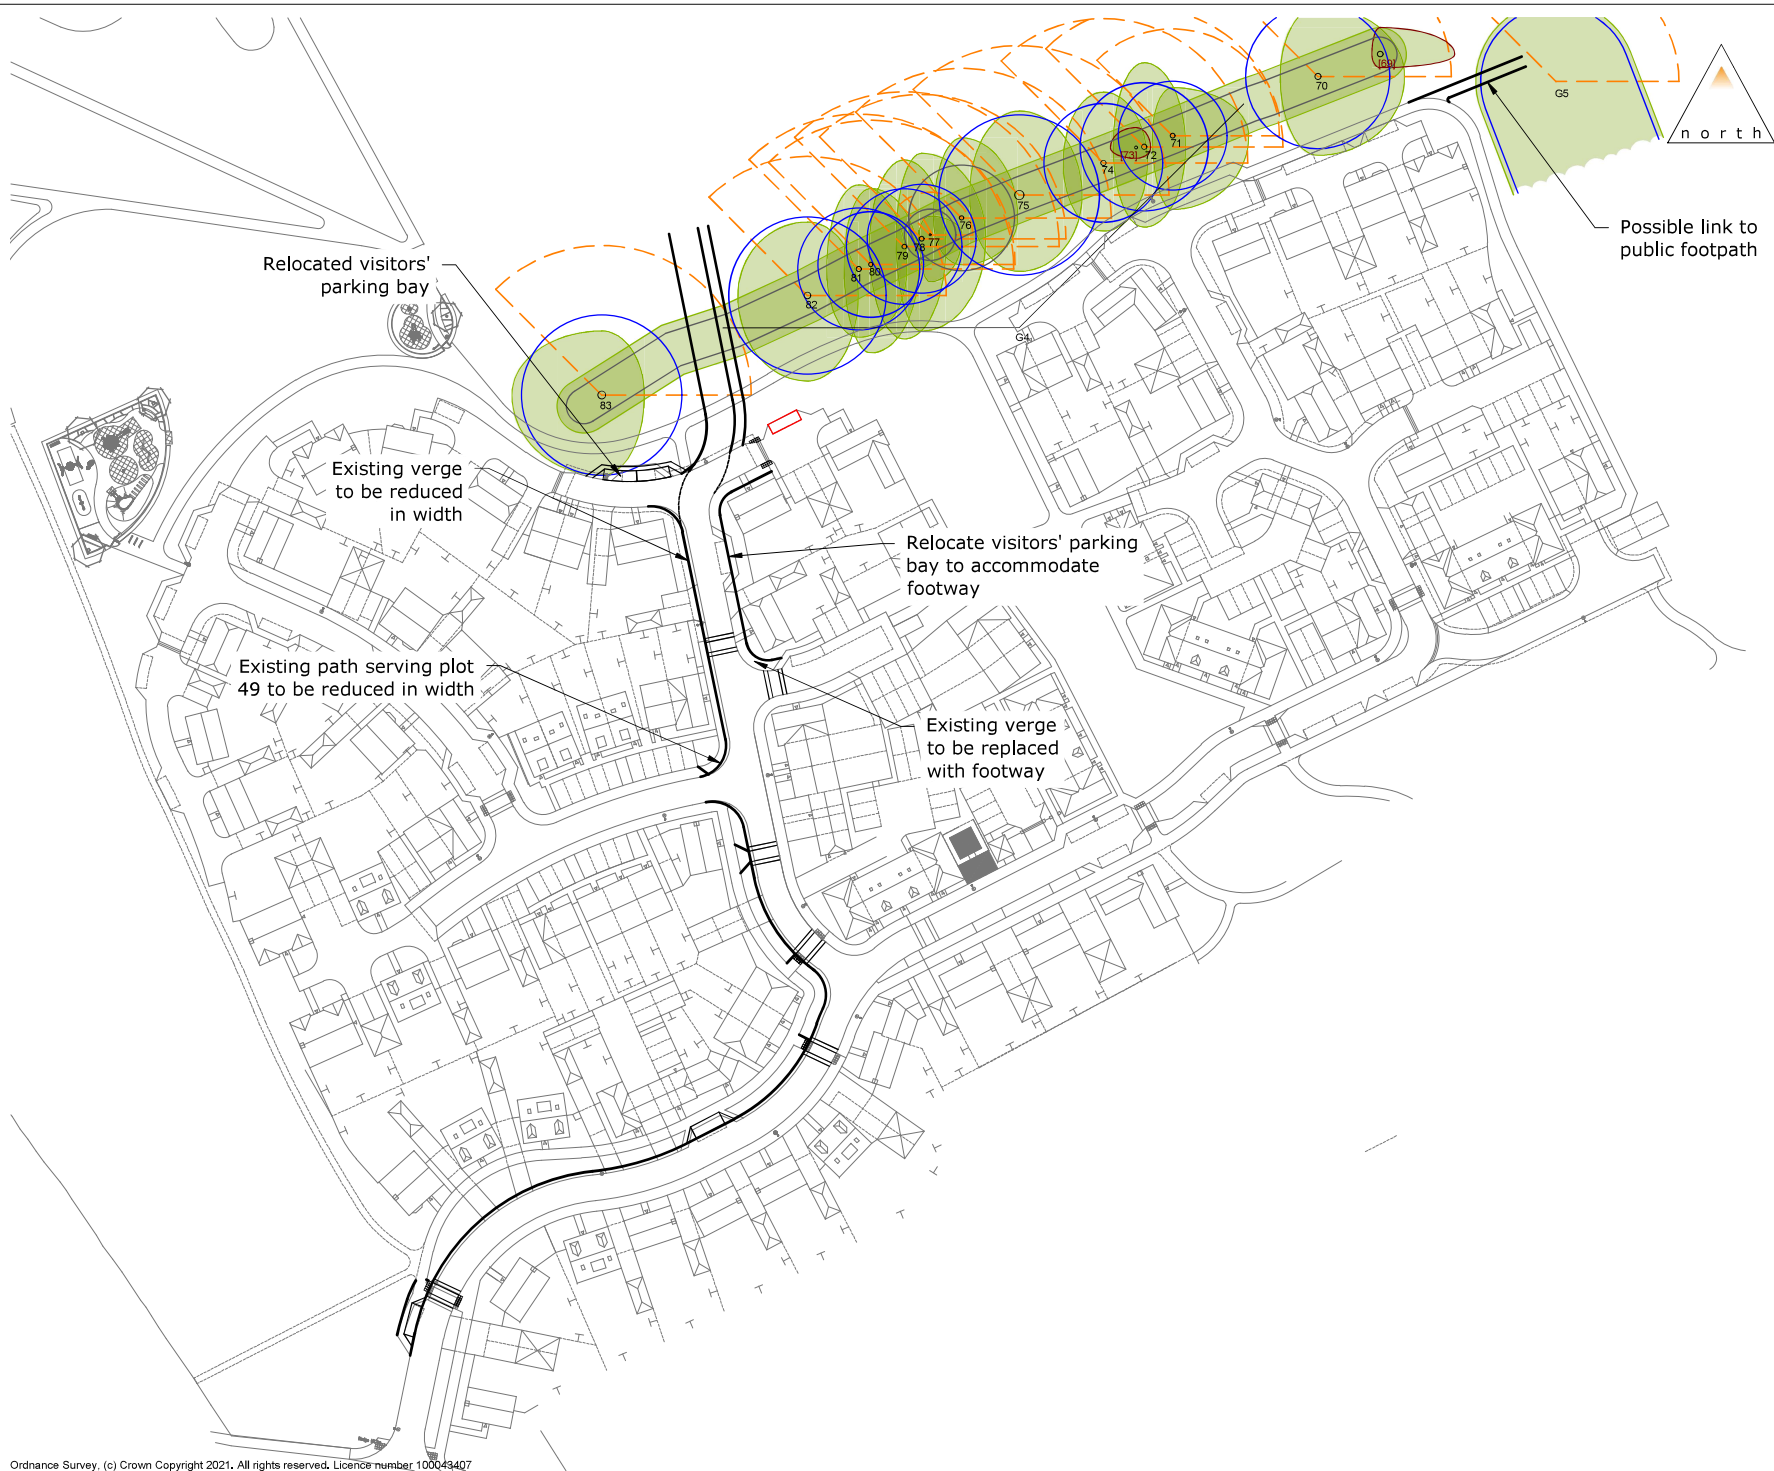 [69]
70
G5
north
71
[73]
72
74
75
76
77
78
79
80
81
82
83
G4
Possible link to
public footpath
Relocated visitors'
parking bay
Existing verge
to be reduced
in width
Relocate visitors' parking
bay to accommodate
footway
Existing path serving plot
49 to be reduced in width
Existing verge
to be replaced
with footway
Ordnance Survey, (c) Crown Copyright 2021. All rights reserved. Licence number 100043407